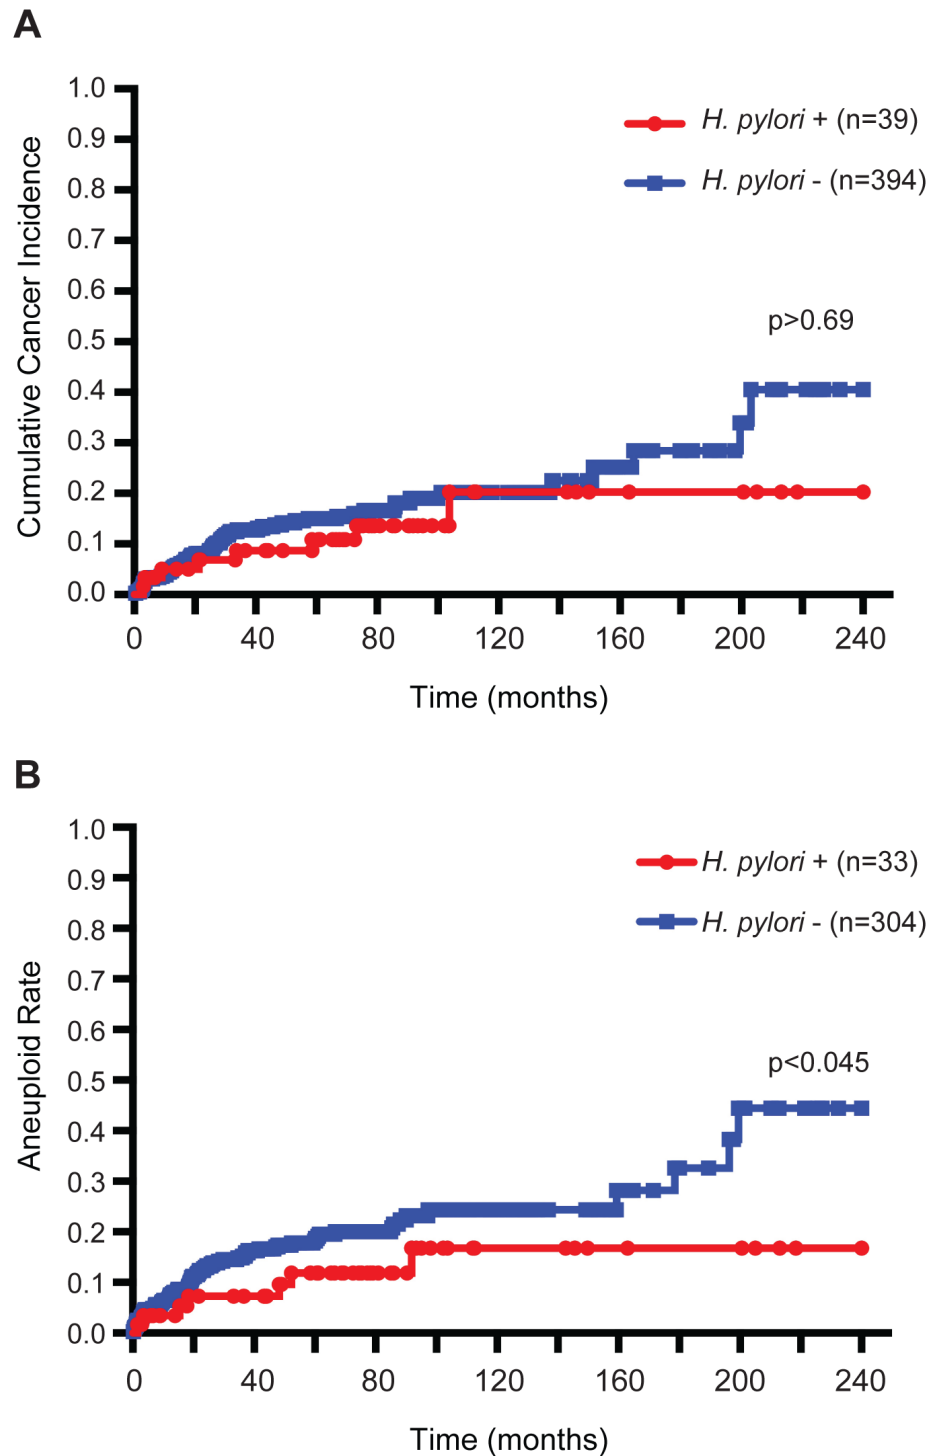 A
Cumulative Cancer Incidence
1.0
0.9
0.8
0.7
0.6
0.5
0.4
0.3
0.2
0.1
0.0
H. pylori + (n=39)
H. pylori - (n=394)
p>0.69
0 40 80 120 160 200 240
Time (months)
B
Aneuploid Rate
1.0
0.9
0.8
0.7
0.6
0.5
0.4
0.3
0.2
0.1
0.0
H. pylori + (n=33)
H. pylori - (n=304)
p<0.045
0 40 80 120 160 200 240
Time (months)